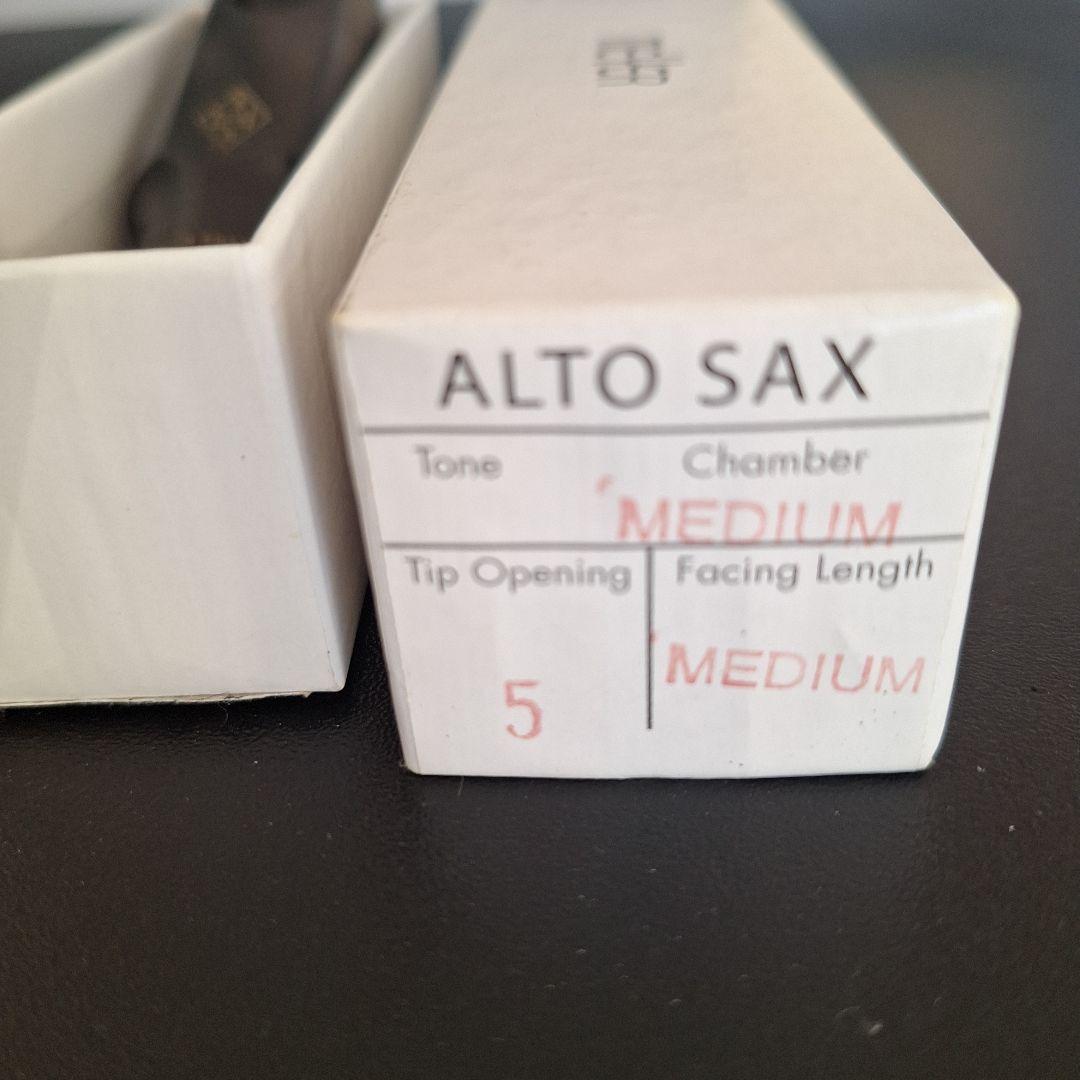 ALTO SAX
Tone Chamber
MEDIUM
Tip Opening Facing Length
MEDIUM
5